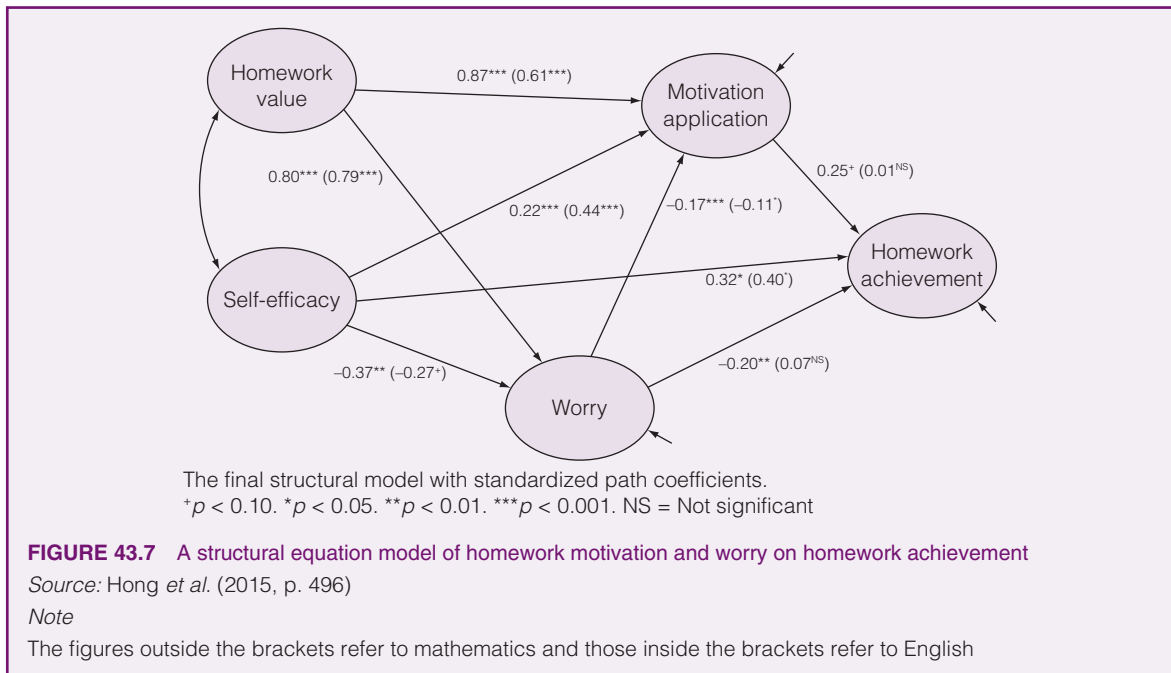 Homework
value
0.87*** (0.61***)
Motivation
application
0.80*** (0.79***)
0.25⁺ (0.01ᴺˢ)
0.22*** (0.44***)
–0.17*** (–0.11*)
Homework
achievement
Self-efficacy
0.32* (0.40*)
–0.37** (–0.27⁺)
–0.20** (0.07ᴺˢ)
Worry
The final structural model with standardized path coefficients.
⁺p < 0.10. *p < 0.05. **p < 0.01. ***p < 0.001. NS = Not significant
FIGURE 43.7 A structural equation model of homework motivation and worry on homework achievement
Source: Hong et al. (2015, p. 496)
Note
The figures outside the brackets refer to mathematics and those inside the brackets refer to English